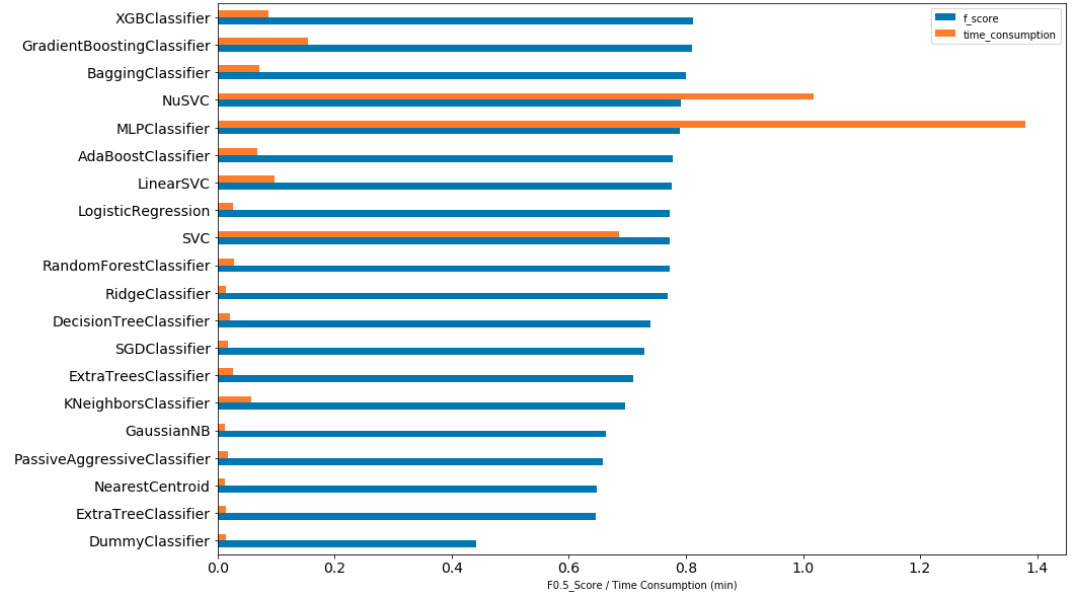 XGBClassifier
GradientBoostingClassifier
BaggingClassifier
NuSVC
MLPClassifier
AdaBoostClassifier
LinearSVC
LogisticRegression
SVC
RandomForestClassifier
RidgeClassifier
DecisionTreeClassifier
SGDClassifier
ExtraTreesClassifier
KNeighborsClassifier
GaussianNB
PassiveAggressiveClassifier
NearestCentroid
ExtraTreeClassifier
DummyClassifier
f_score
time_consumption
0.0 0.2 0.4 0.6 0.8 1.0 1.2 1.4
F0.5_Score / Time Consumption (min)